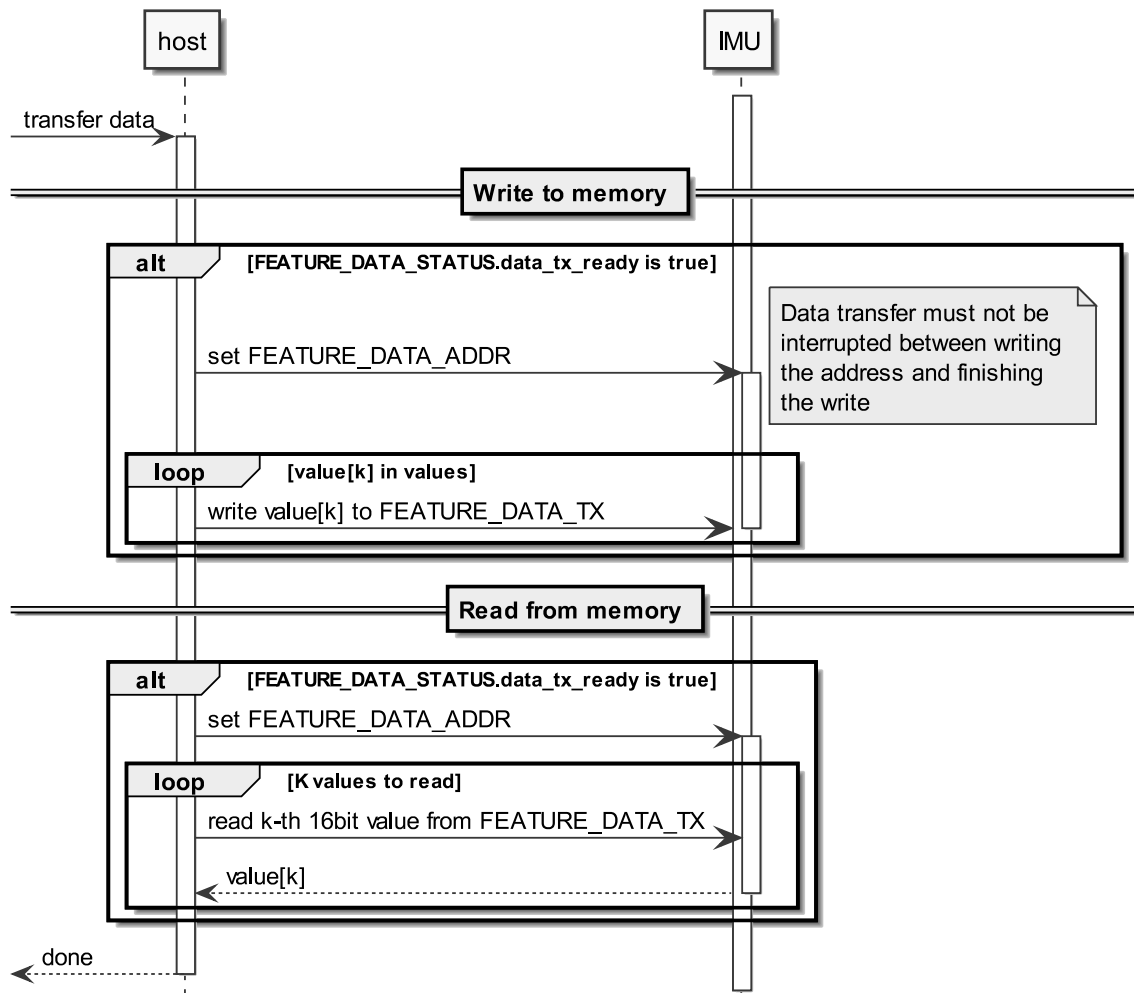 host
IMU
transfer data
Write to memory
alt
[FEATURE_DATA_STATUS.data_tx_ready is true]
Data transfer must not be
interrupted between writing
the address and finishing
the write
set FEATURE_DATA_ADDR
loop
[value[k] in values]
write value[k] to FEATURE_DATA_TX
Read from memory
alt
[FEATURE_DATA_STATUS.data_tx_ready is true]
set FEATURE_DATA_ADDR
loop
[K values to read]
read k-th 16bit value from FEATURE_DATA_TX
value[k]
done